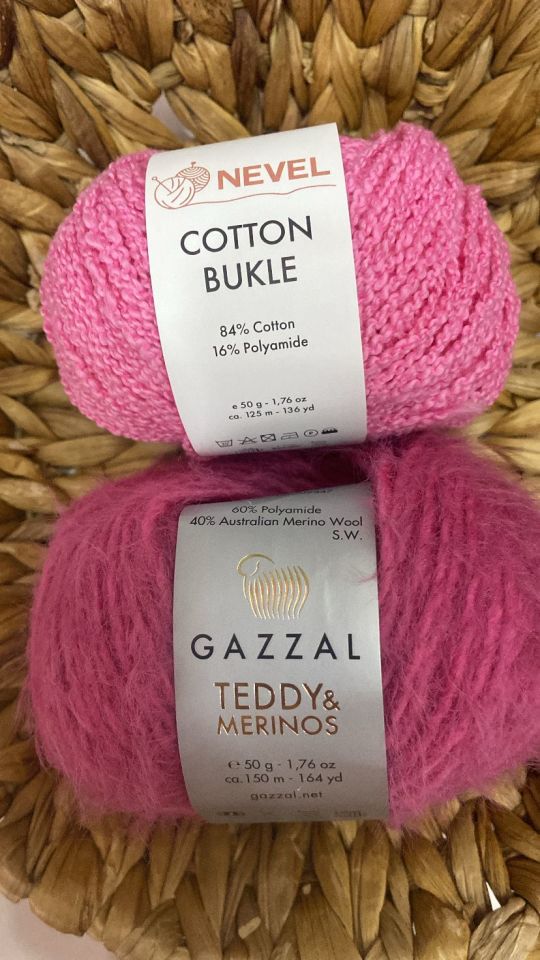 NEVEL
COTTON
BUKLE
84% Cotton
16% Polyamide
e 50 g - 1,76 oz
ca. 125 m - 136 yd
60% Polyamide
40% Australian Merino Wool
S.W.
GAZZAL
TEDDY&
MERINOS
e 50 g - 1,76 oz
ca. 150 m - 164 yd
gazzal.net